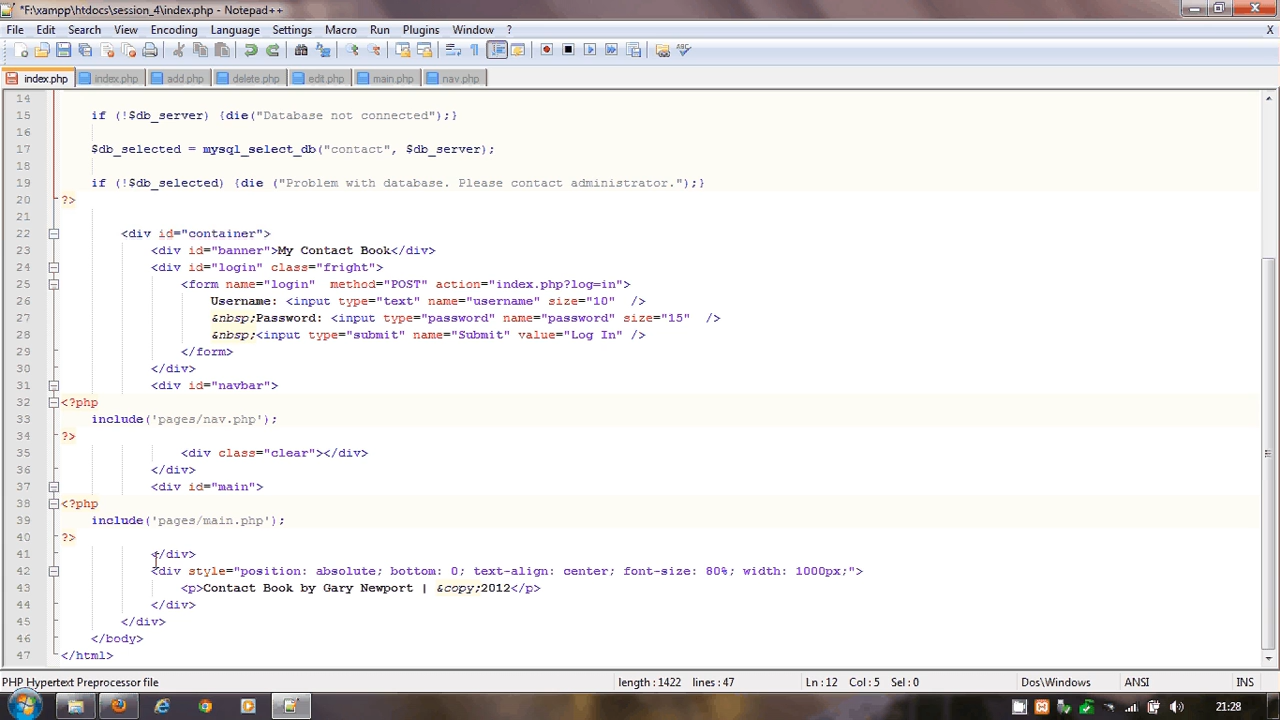 *F:\xampp\htdocs\session_4\index.php - Notepad++
File Edit Search View Encoding Language Settings Macro Run Plugins Window ? X
index.php index.php add.php delete.php edit.php main.php nav.php
14
15 if (!$db_server) {die("Database not connected");}
16
17 $db_selected = mysql_select_db("contact", $db_server);
18
19 if (!$db_selected) {die ("Problem with database. Please contact administrator.");}
20 ?>
21
22 <div id="container">
23 <div id="banner">My Contact Book</div>
24 <div id="login" class="fright">
25 <form name="login" method="POST" action="index.php?log=in">
26 Username: <input type="text" name="username" size="10" />
27 &nbsp;Password: <input type="password" name="password" size="15" />
28 &nbsp;<input type="submit" name="Submit" value="Log In" />
29 </form>
30 </div>
31 <div id="navbar">
32 <?php
33 include('pages/nav.php');
34 ?>
35 <div class="clear"></div>
36 </div>
37 <div id="main">
38 <?php
39 include('pages/main.php');
40 ?>
41 </div>
42 <div style="position: absolute; bottom: 0; text-align: center; font-size: 80%; width: 1000px;">
43 <p>Contact Book by Gary Newport | &copy;2012</p>
44 </div>
45 </div>
46 </body>
47 </html>
PHP Hypertext Preprocessor file length : 1422 lines : 47 Ln : 12 Col : 5 Sel : 0 Dos\Windows ANSI INS
21:28